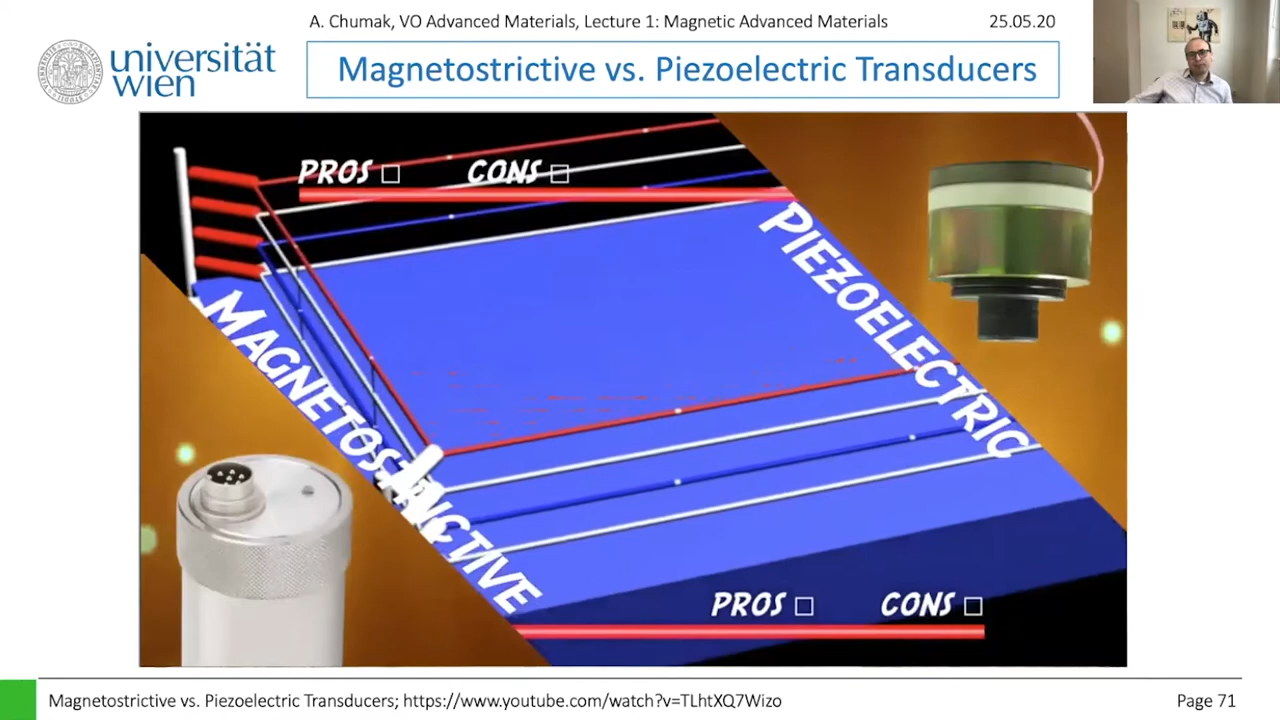 A. Chumak, VO Advanced Materials, Lecture 1: Magnetic Advanced Materials 25.05.20
universität
wien
Magnetostrictive vs. Piezoelectric Transducers
PROS □ CONS □
PIEZOELECTRIC
MAGNETOSTRICTIVE
PROS □ CONS □
Magnetostrictive vs. Piezoelectric Transducers; https://www.youtube.com/watch?v=TLhtXQ7Wizo Page 71